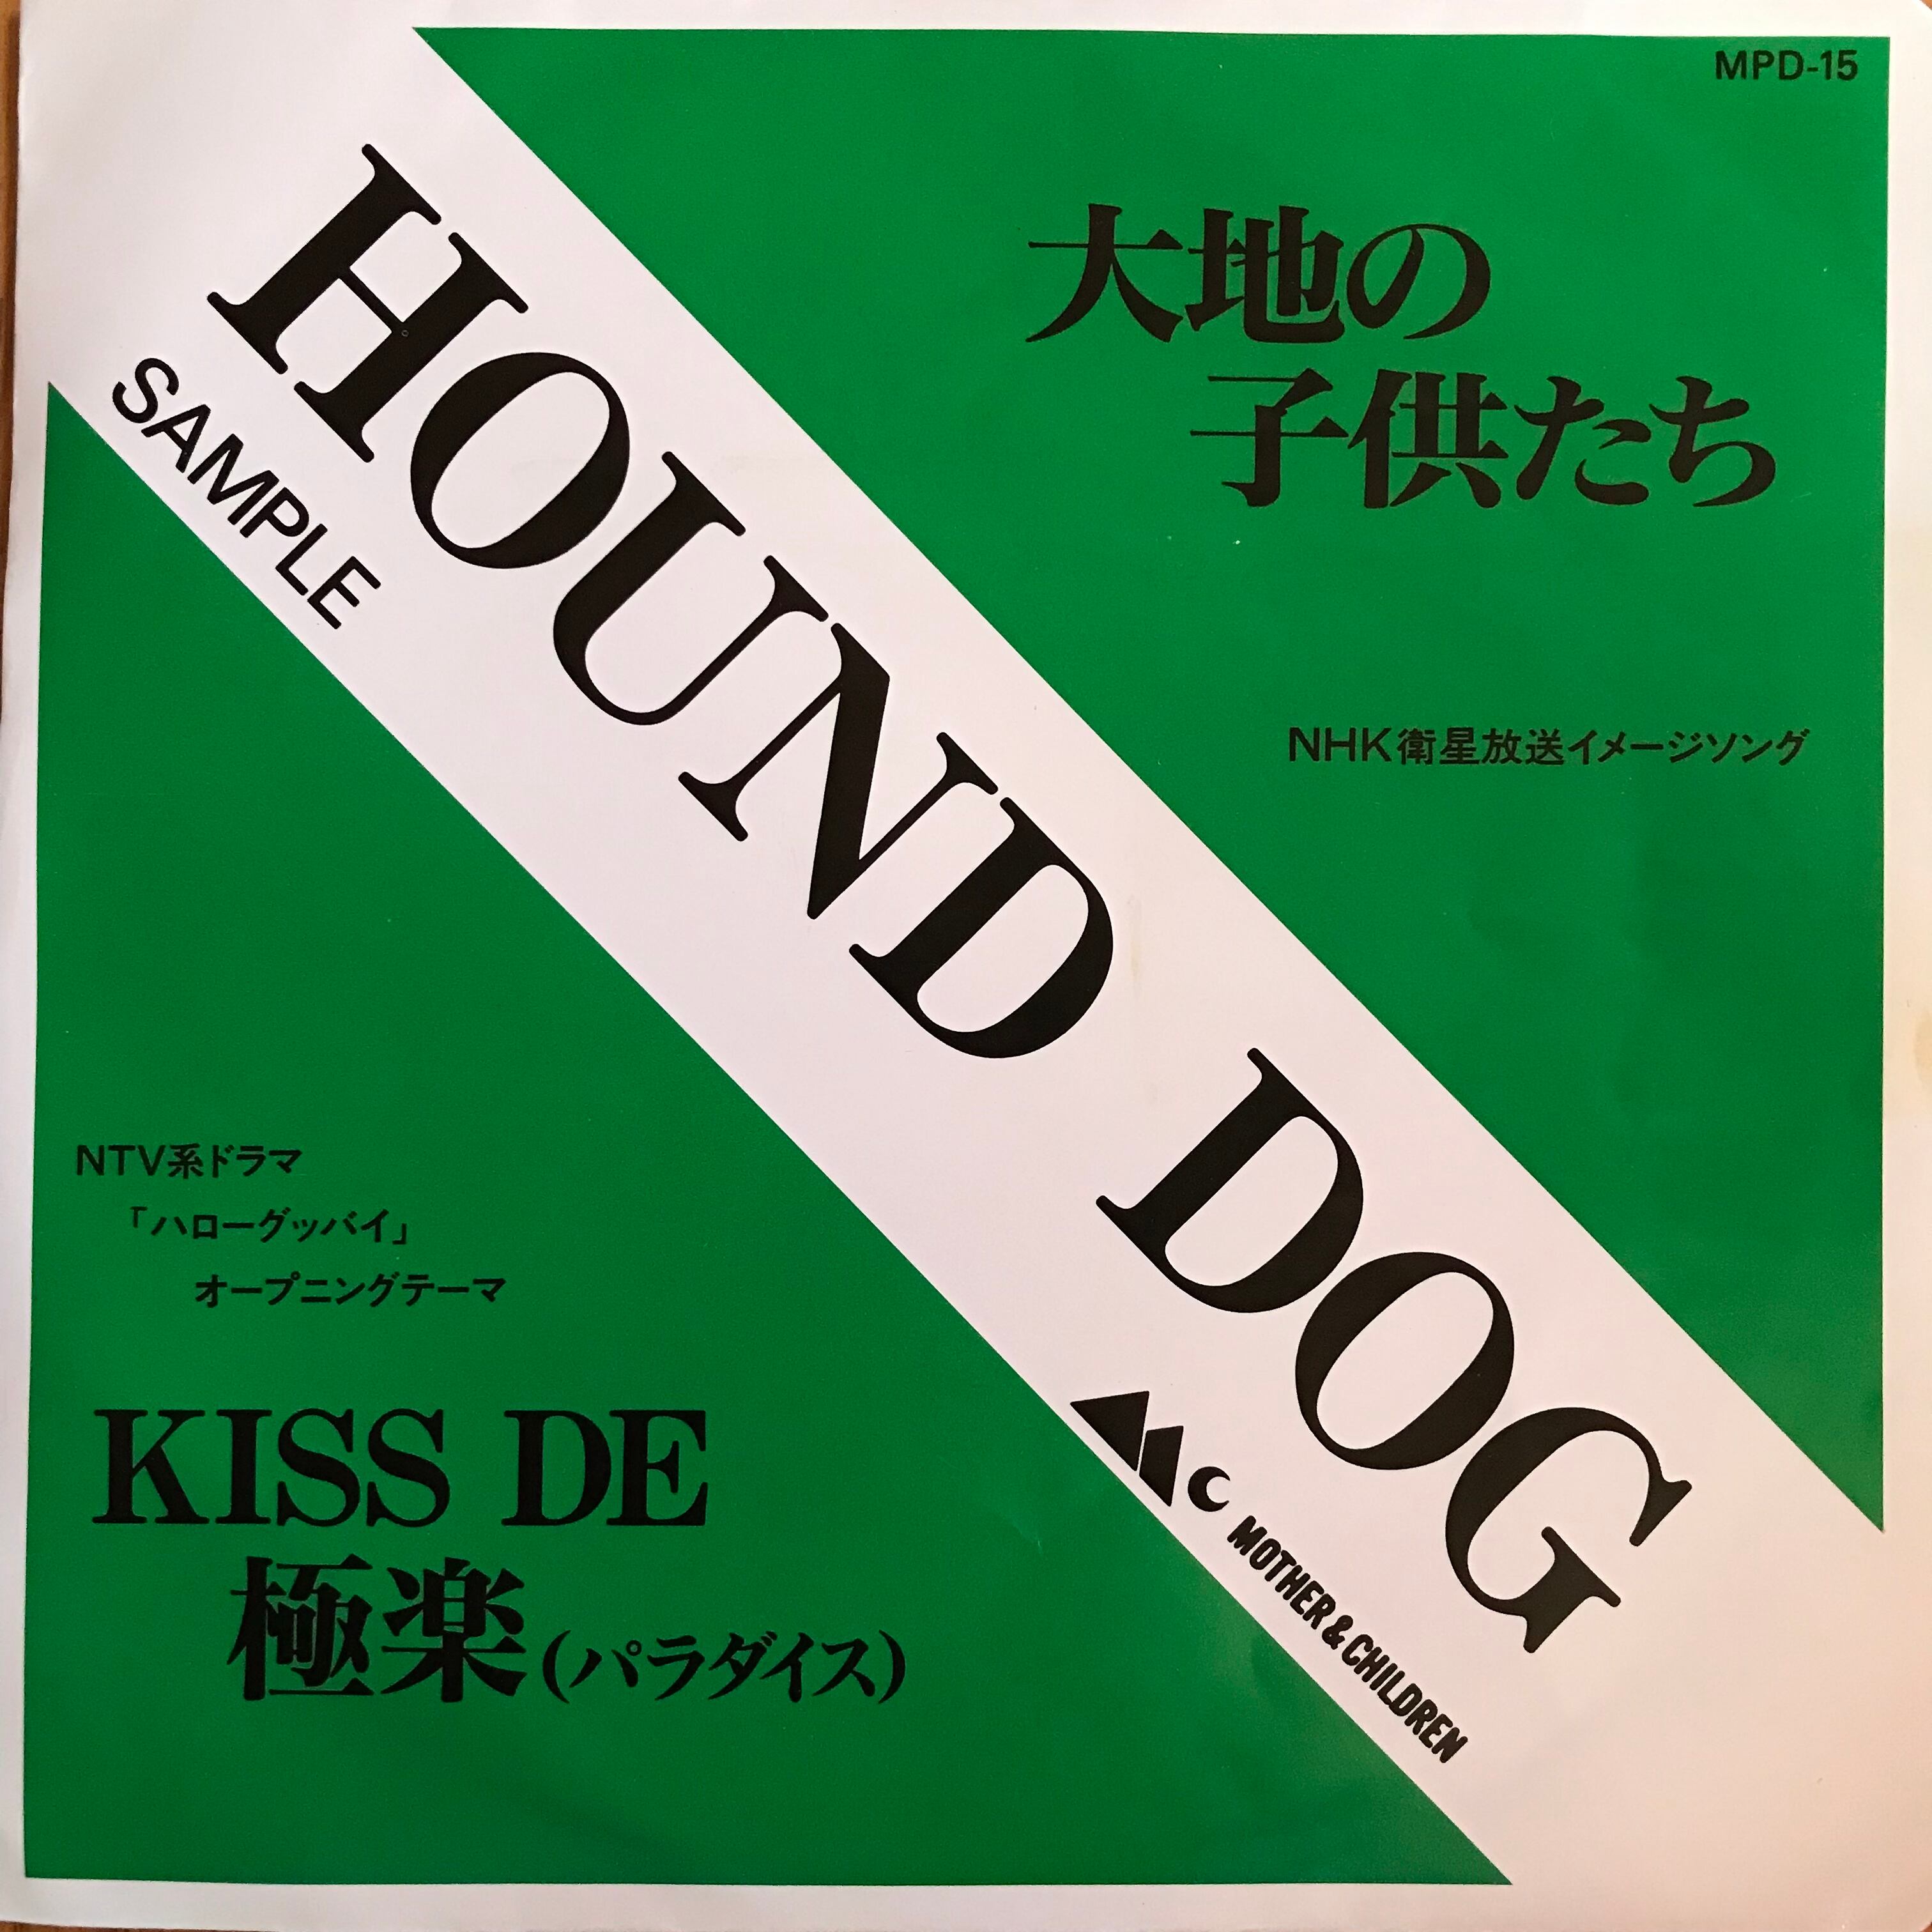 MPD-15
大地の
子供たち
NHK衛星放送イメージソング
HOUND DOG
SAMPLE
MC MOTHER & CHILDREN
NTV系ドラマ
「ハローグッバイ」
オープニングテーマ
KISS DE
極楽(パラダイス)